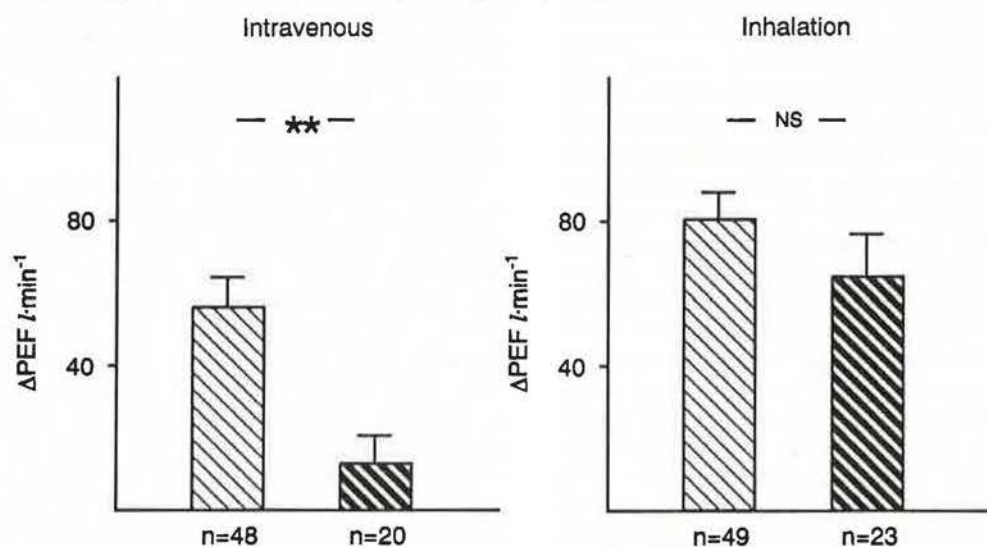 Intravenous
**
80
40
ΔPEF l·min⁻¹
n=48 n=20
Inhalation
NS
80
40
ΔPEF l·min⁻¹
n=49 n=23